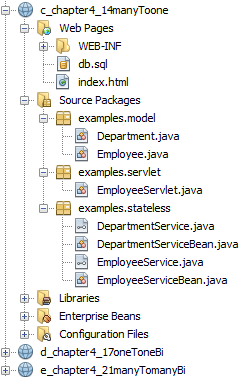 c_chapter4_14manyToone
Web Pages
WEB-INF
db.sql
index.html
Source Packages
examples.model
Department.java
Employee.java
examples.servlet
EmployeeServlet.java
examples.stateless
DepartmentService.java
DepartmentServiceBean.java
EmployeeService.java
EmployeeServiceBean.java
Libraries
Enterprise Beans
Configuration Files
d_chapter4_17oneToneBi
e_chapter4_21manyTomanyBi